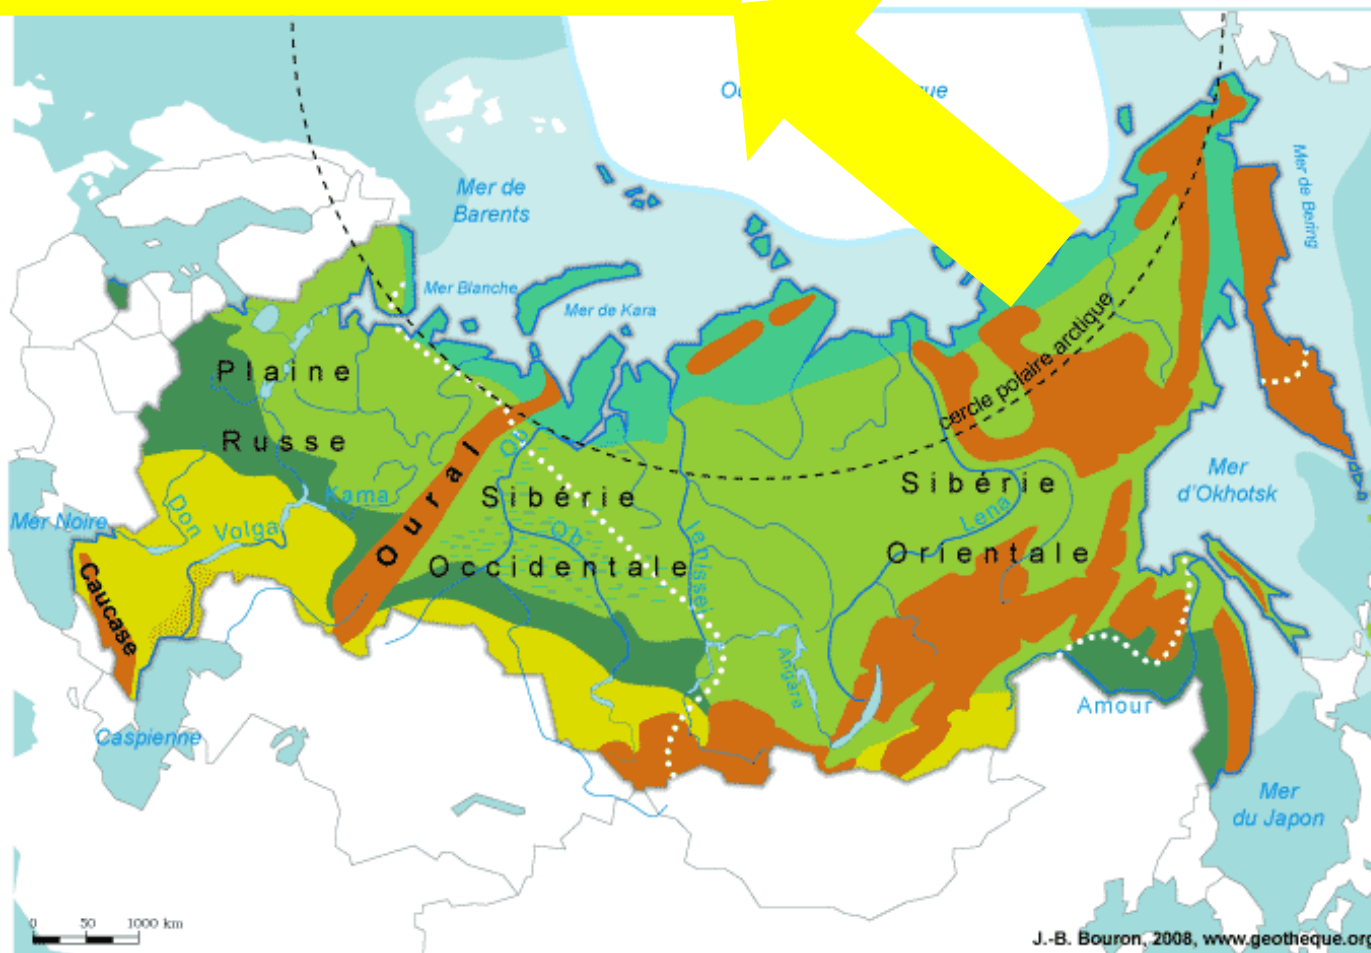 Mer de
Barents
Mer de Bering
Mer Blanche
Mer de Kara
cercle polaire arctique
Plaine
Russe
Oural
Ob
Sibérie
Occidentale
Ob
Kama
Don
Volga
Mer Noire
Caucase
Caspienne
Ienisseï
Angara
Sibérie
Orientale
Lena
Mer
d'Okhotsk
Amour
Mer
du Japon
0 50 1000 km
J.-B. Bouron, 2008, www.geotheque.org